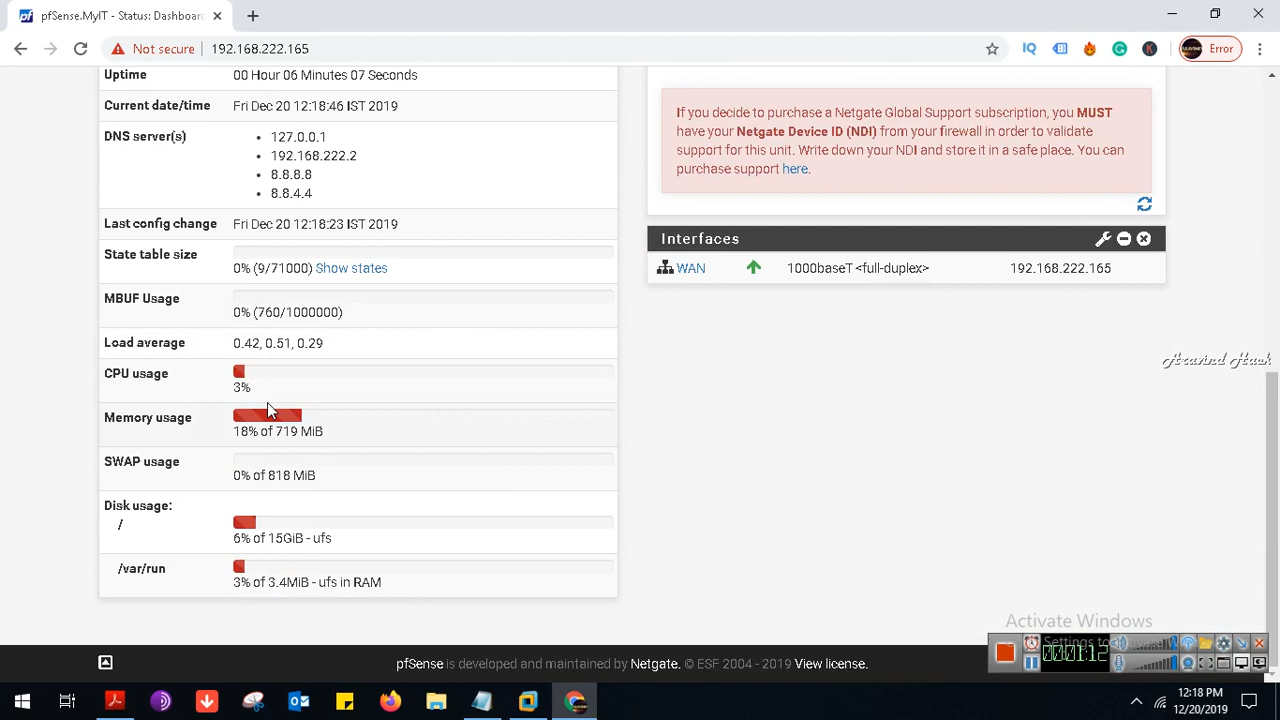 pfSense.MyIT - Status: Dashboard
Not secure
192.168.222.165
Error
Uptime
00 Hour 06 Minutes 07 Seconds
Current date/time
Fri Dec 20 12:18:46 IST 2019
DNS server(s)
127.0.0.1
192.168.222.2
8.8.8.8
8.8.4.4
Last config change
Fri Dec 20 12:18:23 IST 2019
State table size
0% (9/71000) Show states
MBUF Usage
0% (760/1000000)
Load average
0.42, 0.51, 0.29
CPU usage
3%
Memory usage
18% of 719 MiB
SWAP usage
0% of 818 MiB
Disk usage:
/
6% of 15GiB - ufs
/var/run
3% of 3.4MiB - ufs in RAM
If you decide to purchase a Netgate Global Support subscription, you MUST
have your Netgate Device ID (NDI) from your firewall in order to validate
support for this unit. Write down your NDI and store it in a safe place. You can
purchase support here.
Interfaces
WAN
1000baseT <full-duplex>
192.168.222.165
Aravind Hack
Activate Windows
Settings to
pfSense is developed and maintained by Netgate. © ESF 2004 - 2019 View license.
12:18 PM
12/20/2019